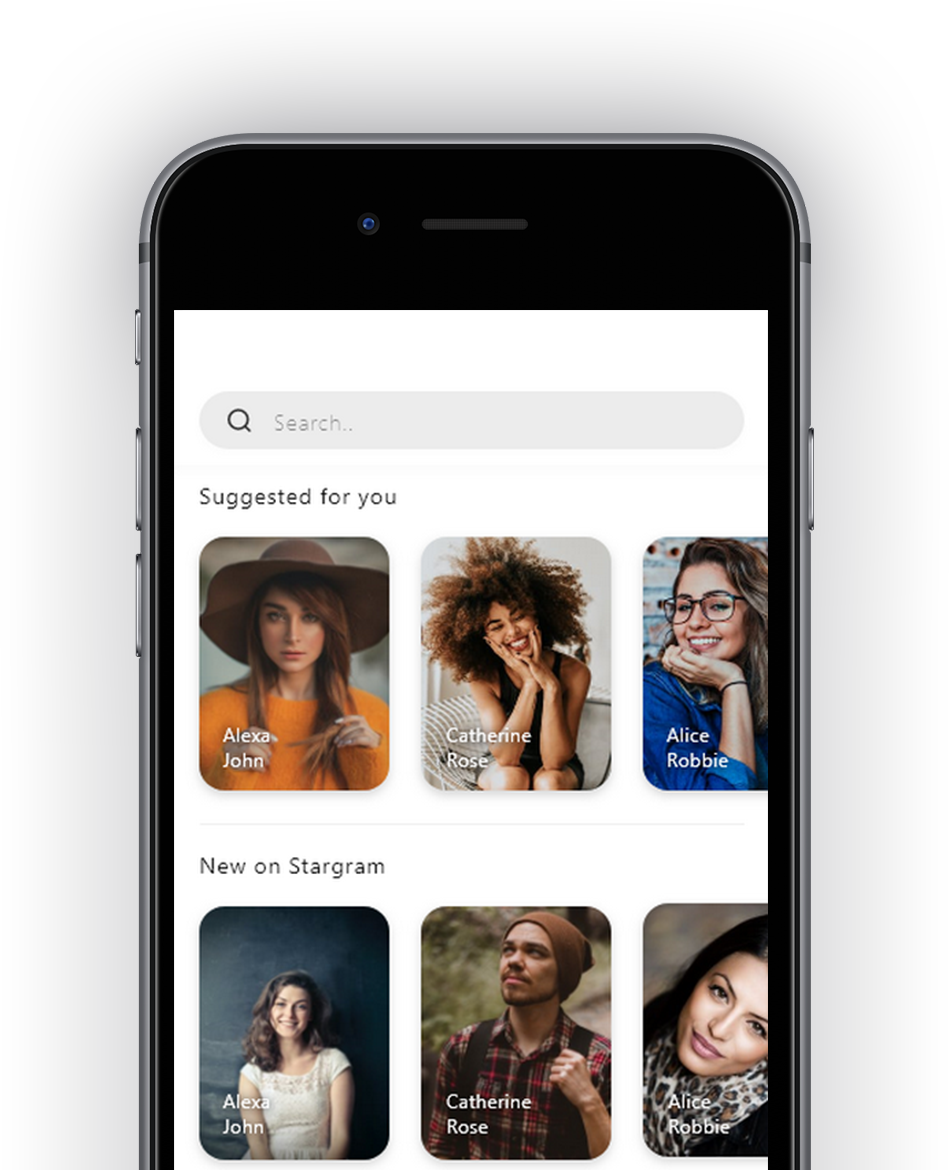 Search..
Suggested for you
Alexa
John
Catherine
Rose
Alice
Robbie
New on Stargram
Alexa
John
Catherine
Rose
Alice
Robbie